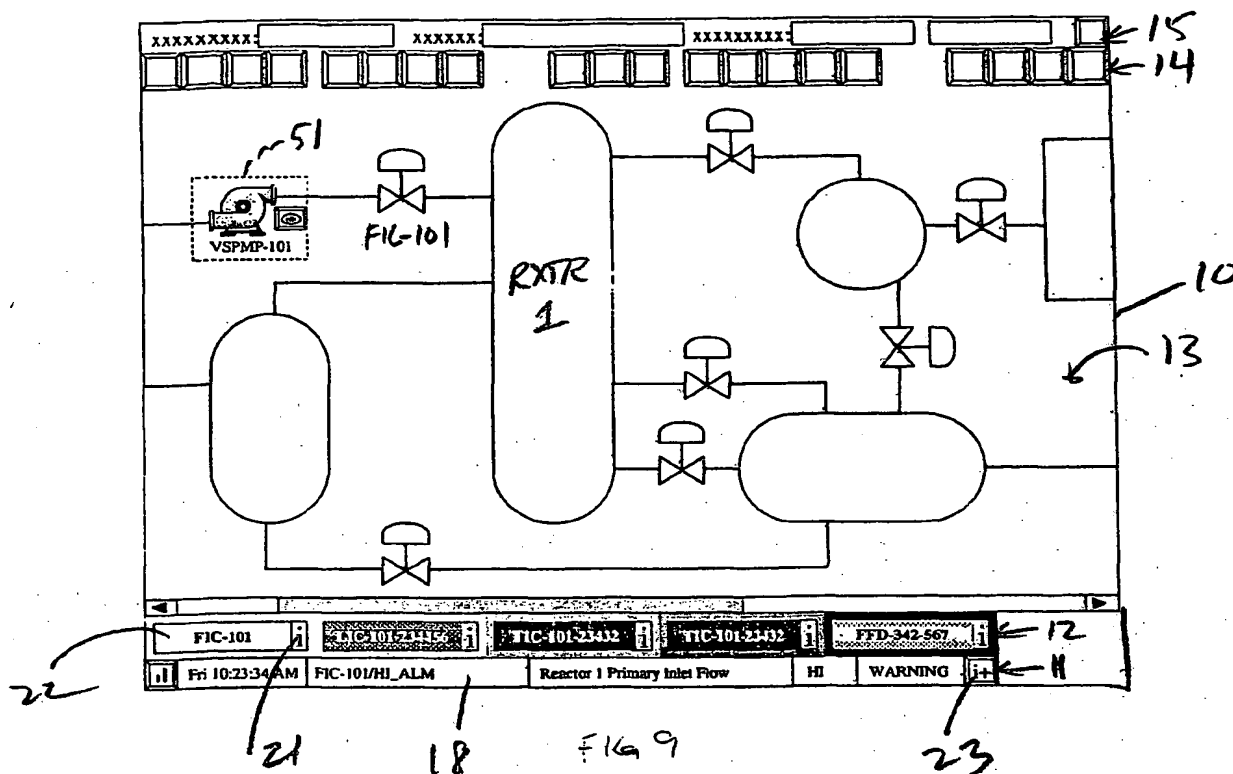 xxxxxxxxx: xxxxxx: xxxxxxxxx:
15
14
51
VSPMP-101
FIC-101
RXTR
1
10
13
FIC-101 i i TIC-101-23432 i TIC-101-23432 i FFD-342-567 i
12
Fri 10:23:34 AM FIC-101/HI_ALM Reactor 1 Primary Inlet Flow HI WARNING i+
11
22
21
18
FIG 9
23